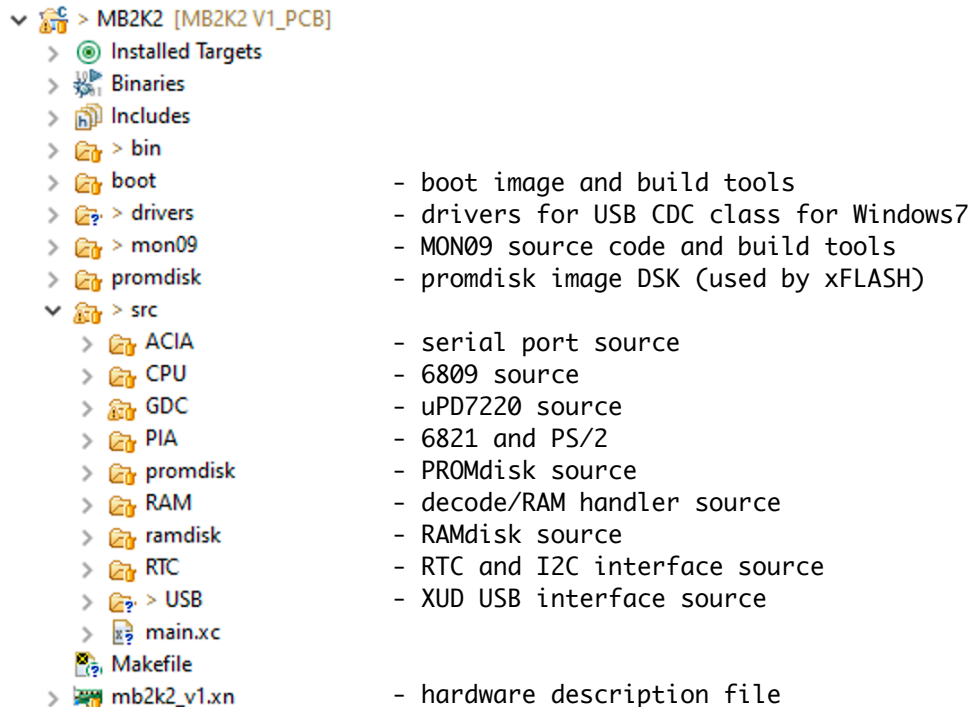 > MB2K2 [MB2K2 V1_PCB]
Installed Targets
Binaries
Includes
> bin
boot - boot image and build tools
> drivers - drivers for USB CDC class for Windows7
> mon09 - MON09 source code and build tools
promdisk - promdisk image DSK (used by xFLASH)
> src
ACIA - serial port source
CPU - 6809 source
GDC - uPD7220 source
PIA - 6821 and PS/2
promdisk - PROMdisk source
RAM - decode/RAM handler source
ramdisk - RAMdisk source
RTC - RTC and I2C interface source
> USB - XUD USB interface source
main.xc
Makefile
mb2k2_v1.xn - hardware description file